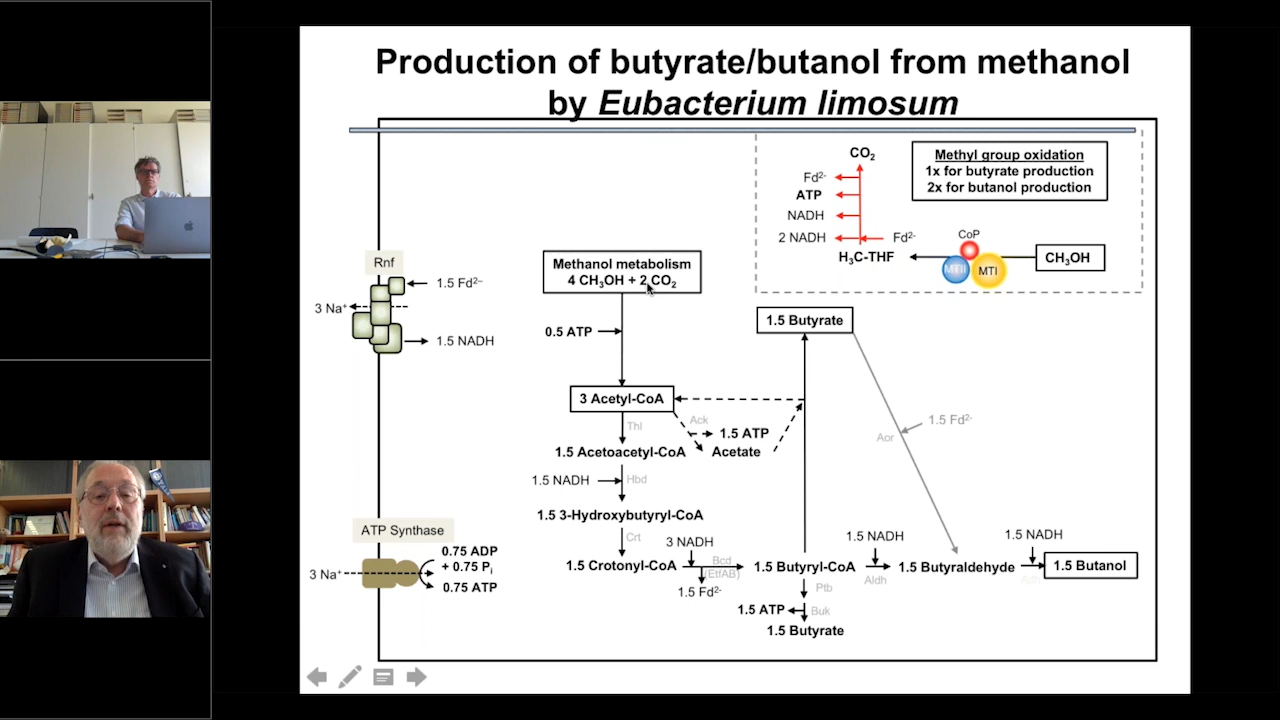 Production of butyrate/butanol from methanol
by Eubacterium limosum
CO₂
Fd²⁻
ATP
NADH
2 NADH
Fd²⁻
H₃C-THF
Methyl group oxidation
1x for butyrate production
2x for butanol production
CoP
MTII
MTI
CH₃OH
Rnf
1.5 Fd²⁻
3 Na⁺
1.5 NADH
Methanol metabolism
4 CH₃OH + 2 CO₂
0.5 ATP
1.5 Butyrate
3 Acetyl-CoA
Thl
Ack
1.5 ATP
1.5 Acetoacetyl-CoA
Acetate
Aor
1.5 Fd²⁻
1.5 NADH
Hbd
1.5 3-Hydroxybutyryl-CoA
Crt
3 NADH
1.5 Crotonyl-CoA
Bcd
(EtfAB)
1.5 Fd²⁻
1.5 Butyryl-CoA
1.5 NADH
Aldh
1.5 Butyraldehyde
1.5 NADH
1.5 Butanol
Ptb
1.5 ATP
Buk
1.5 Butyrate
ATP Synthase
3 Na⁺
0.75 ADP
+ 0.75 Pᵢ
0.75 ATP